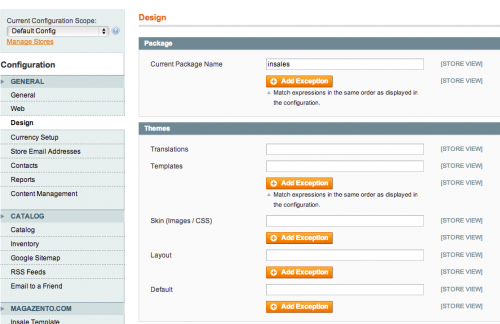 Current Configuration Scope:
Default Config
Manage Stores
Configuration
GENERAL
General
Web
Design
Currency Setup
Store Email Addresses
Contacts
Reports
Content Management
CATALOG
Catalog
Inventory
Google Sitemap
RSS Feeds
Email to a Friend
MAGAZENTO.COM
Insale Template
Design
Package
Current Package Name insales [STORE VIEW]
Add Exception [STORE VIEW]
Match expressions in the same order as displayed in
the configuration.
Themes
Translations [STORE VIEW]
Templates [STORE VIEW]
Add Exception [STORE VIEW]
Match expressions in the same order as displayed in
the configuration.
Skin (Images / CSS) [STORE VIEW]
Add Exception [STORE VIEW]
Layout [STORE VIEW]
Add Exception [STORE VIEW]
Default [STORE VIEW]
Add Exception [STORE VIEW]